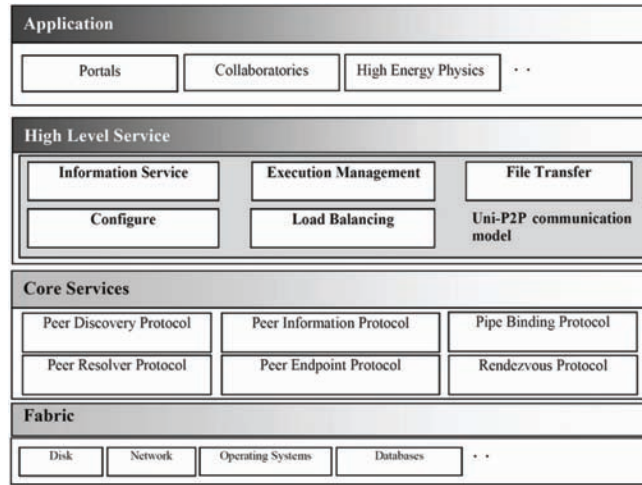 Application
Portals
Collaboratories
High Energy Physics
. .
High Level Service
Information Service
Execution Management
File Transfer
Configure
Load Balancing
Uni-P2P communication
model
Core Services
Peer Discovery Protocol
Peer Information Protocol
Pipe Binding Protocol
Peer Resolver Protocol
Peer Endpoint Protocol
Rendezvous Protocol
Fabric
Disk
Network
Operating Systems
Databases
. .